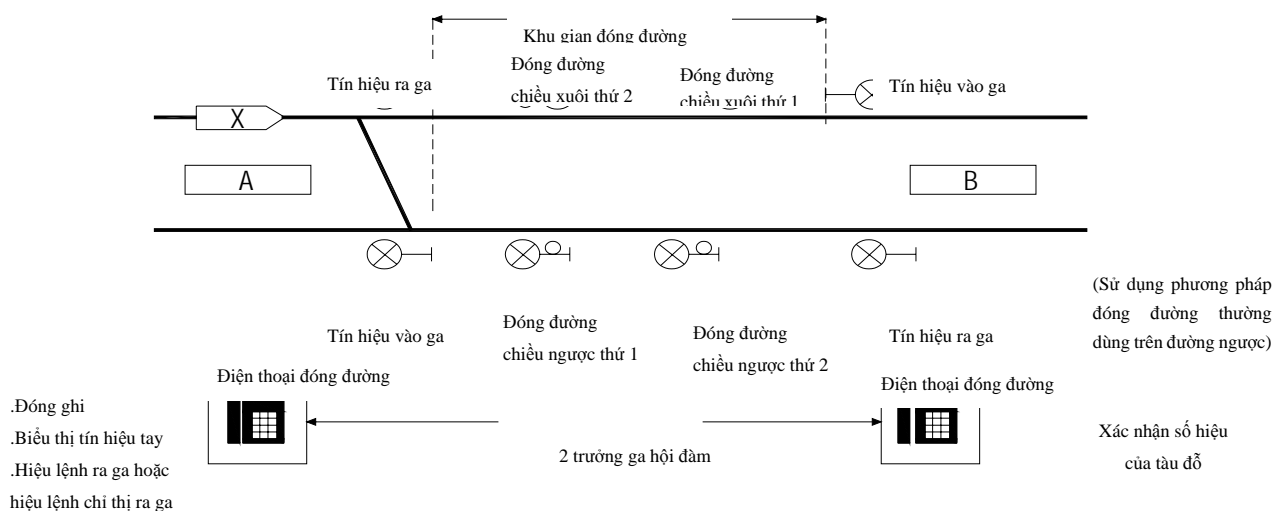 Khu gian đóng đường
Tín hiệu ra ga
Đóng đường
chiều xuôi thứ 2
Đóng đường
chiều xuôi thứ 1
Tín hiệu vào ga
X
A
B
(Sử dụng phương pháp
đóng đường thường
dùng trên đường ngược)
Tín hiệu vào ga
Đóng đường
chiều ngược thứ 1
Đóng đường
chiều ngược thứ 2
Tín hiệu ra ga
Điện thoại đóng đường
Điện thoại đóng đường
.Đóng ghi
.Biểu thị tín hiệu tay
.Hiệu lệnh ra ga hoặc
hiệu lệnh chỉ thị ra ga
2 trưởng ga hội đàm
Xác nhận số hiệu
của tàu đỗ